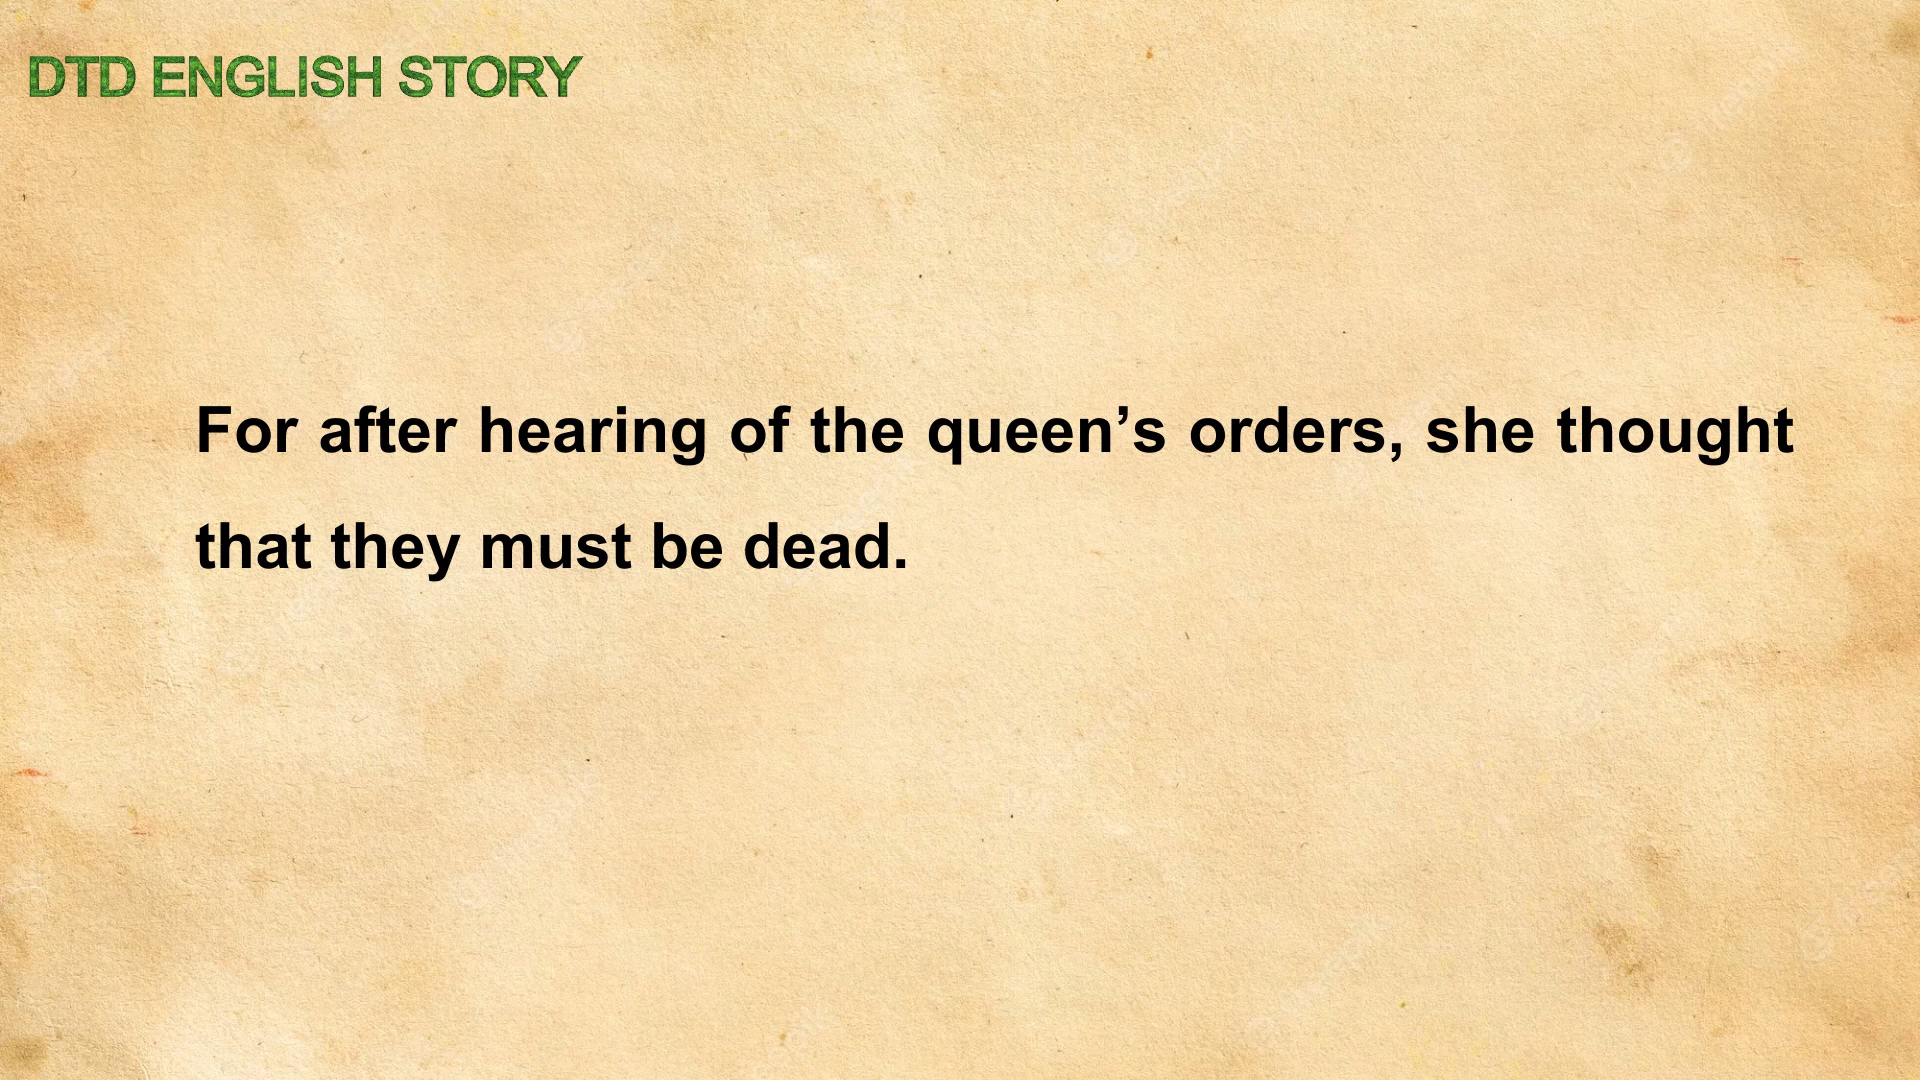 DTD ENGLISH STORY
For after hearing of the queen’s orders, she thought
that they must be dead.